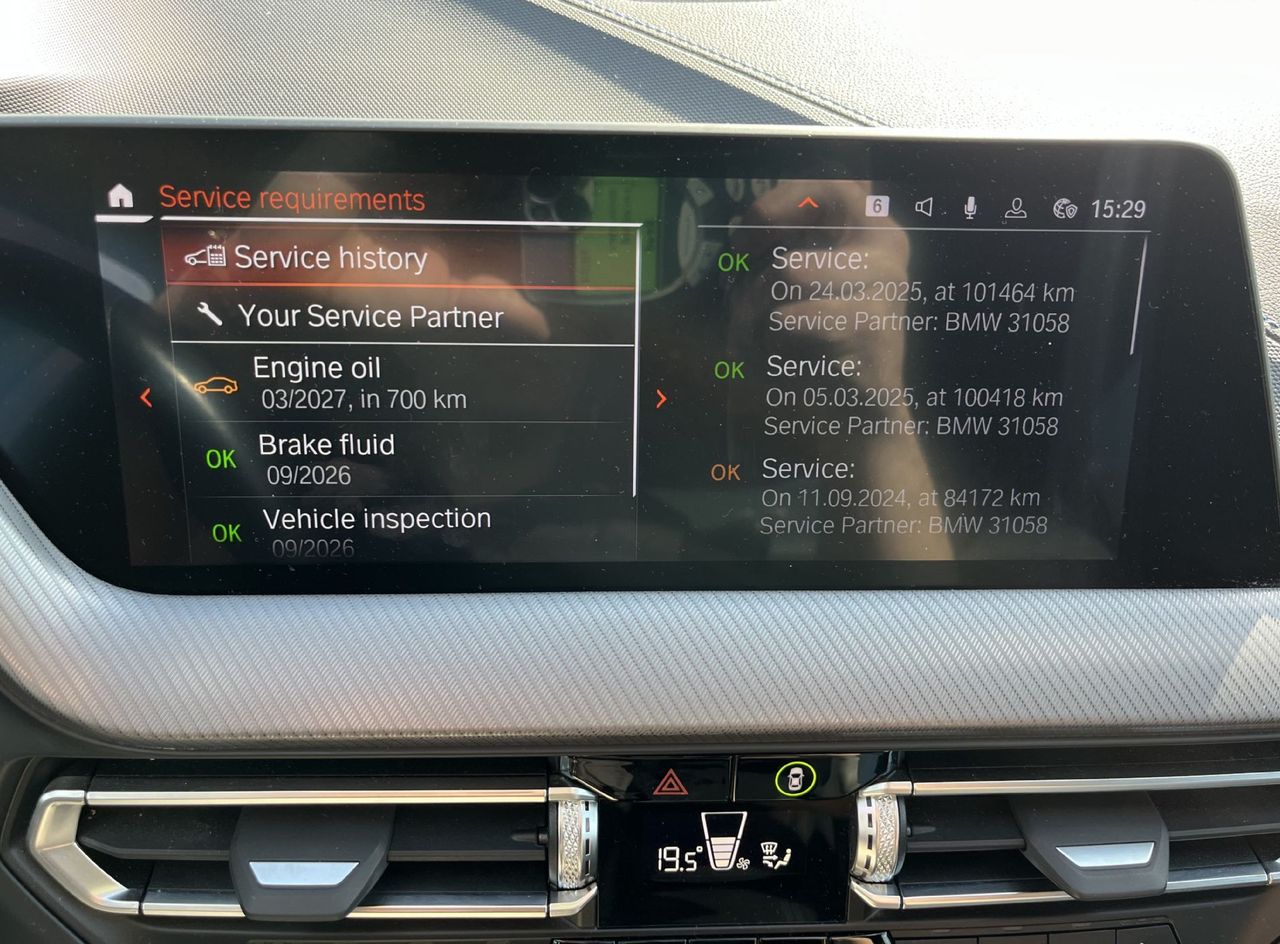 Service requirements
6
15:29
Service history
Your Service Partner
Engine oil
03/2027, in 700 km
OK
Brake fluid
09/2026
OK
Vehicle inspection
09/2026
OK
Service:
On 24.03.2025, at 101464 km
Service Partner: BMW 31058
OK
Service:
On 05.03.2025, at 100418 km
Service Partner: BMW 31058
OK
Service:
On 11.09.2024, at 84172 km
Service Partner: BMW 31058
19.5°